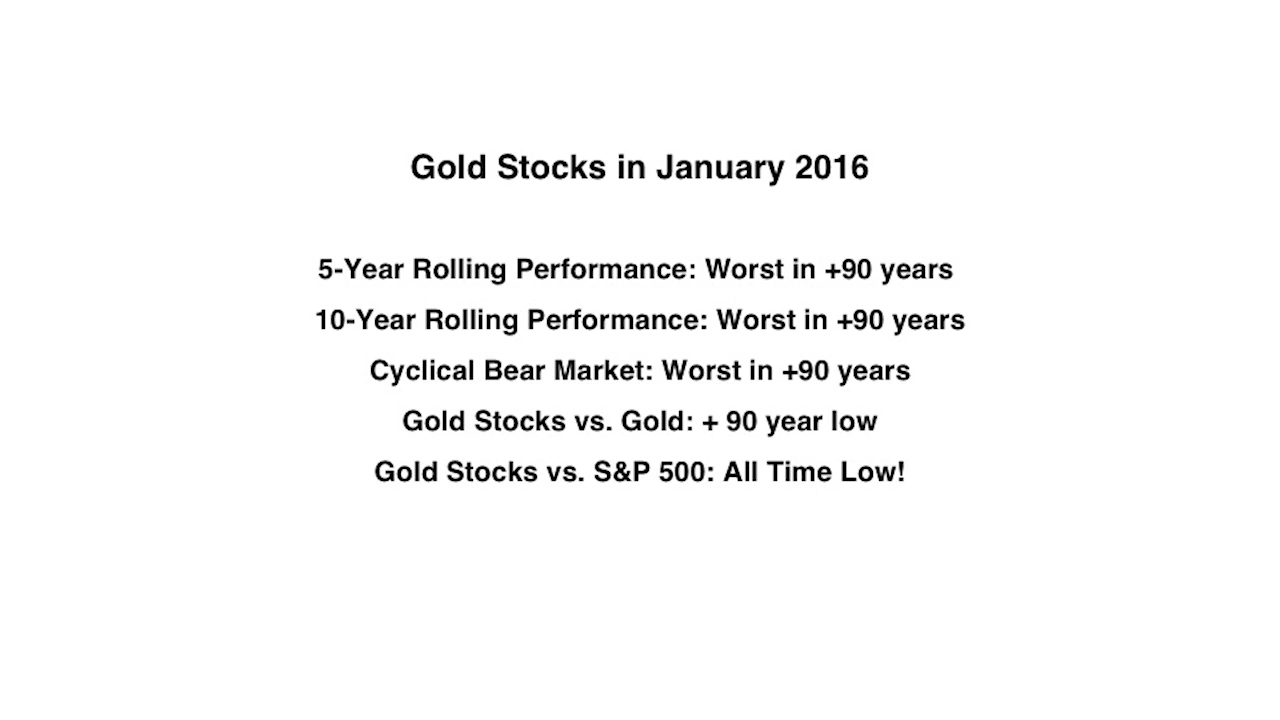 Gold Stocks in January 2016
5-Year Rolling Performance: Worst in +90 years
10-Year Rolling Performance: Worst in +90 years
Cyclical Bear Market: Worst in +90 years
Gold Stocks vs. Gold: + 90 year low
Gold Stocks vs. S&P 500: All Time Low!